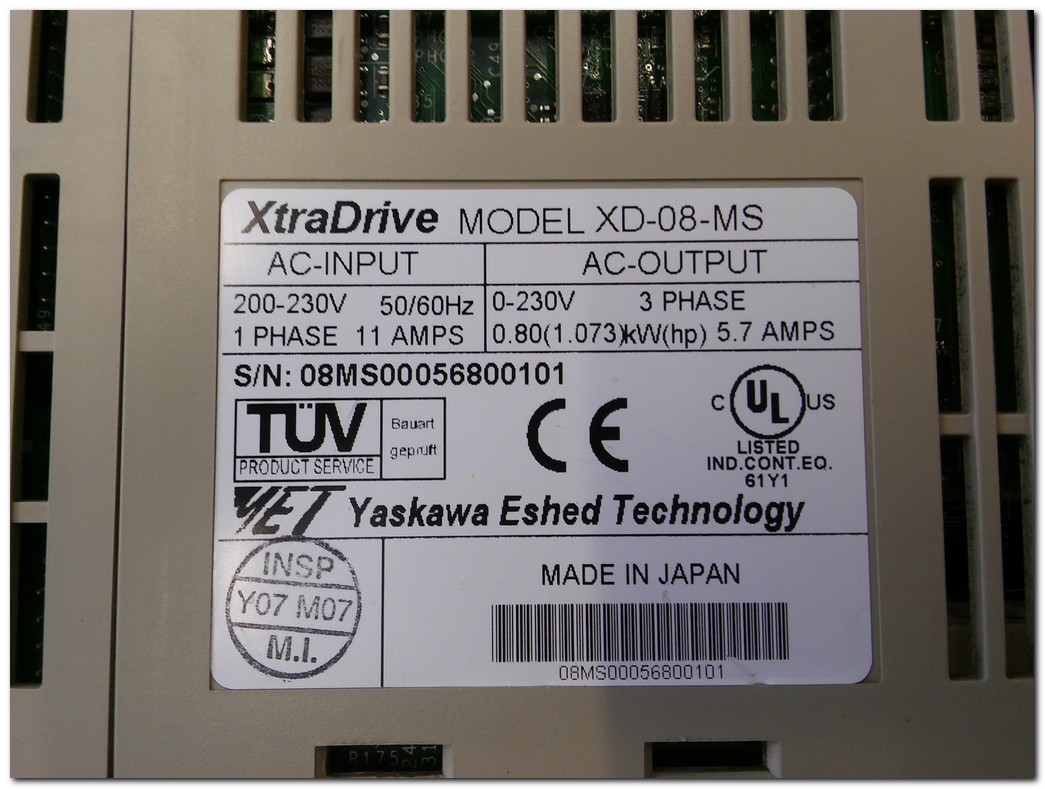 XtraDrive MODEL XD-08-MS
AC-INPUT
AC-OUTPUT
200-230V 50/60Hz
0-230V 3 PHASE
1 PHASE 11 AMPS
0.80(1.073)kW(hp) 5.7 AMPS
S/N: 08MS00056800101
TÜV
PRODUCT SERVICE
Bauart
geprüft
CE
C UL US
LISTED
IND.CONT.EQ.
61Y1
YET Yaskawa Eshed Technology
INSP
Y07 M07
M.I.
MADE IN JAPAN
08MS00056800101
R175